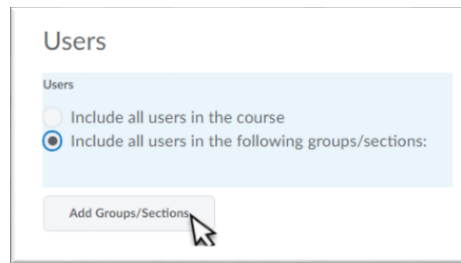 Users
Users
Include all users in the course
Include all users in the following groups/sections:
Add Groups/Sections